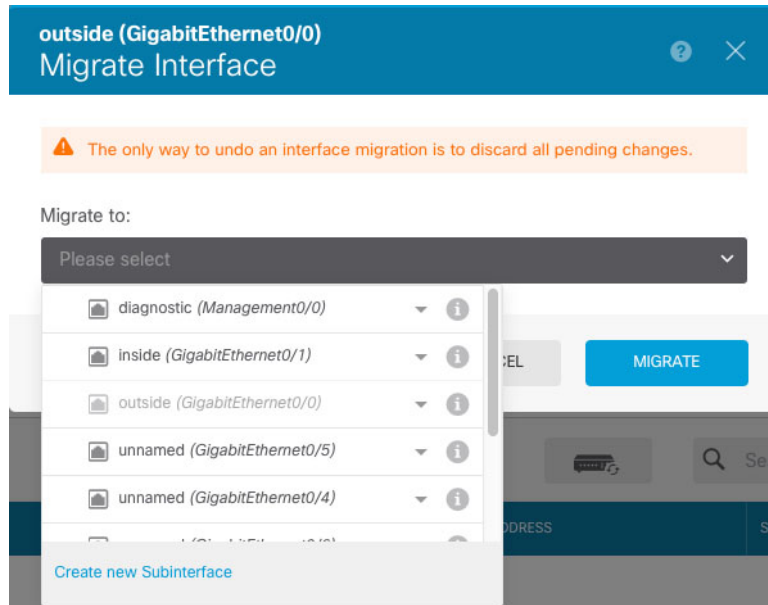 outside (GigabitEthernet0/0)
Migrate Interface
The only way to undo an interface migration is to discard all pending changes.
Migrate to:
Please select
diagnostic (Management0/0)
inside (GigabitEthernet0/1)
outside (GigabitEthernet0/0)
unnamed (GigabitEthernet0/5)
unnamed (GigabitEthernet0/4)
Create new Subinterface
CEL
MIGRATE
Se
DDRESS
S